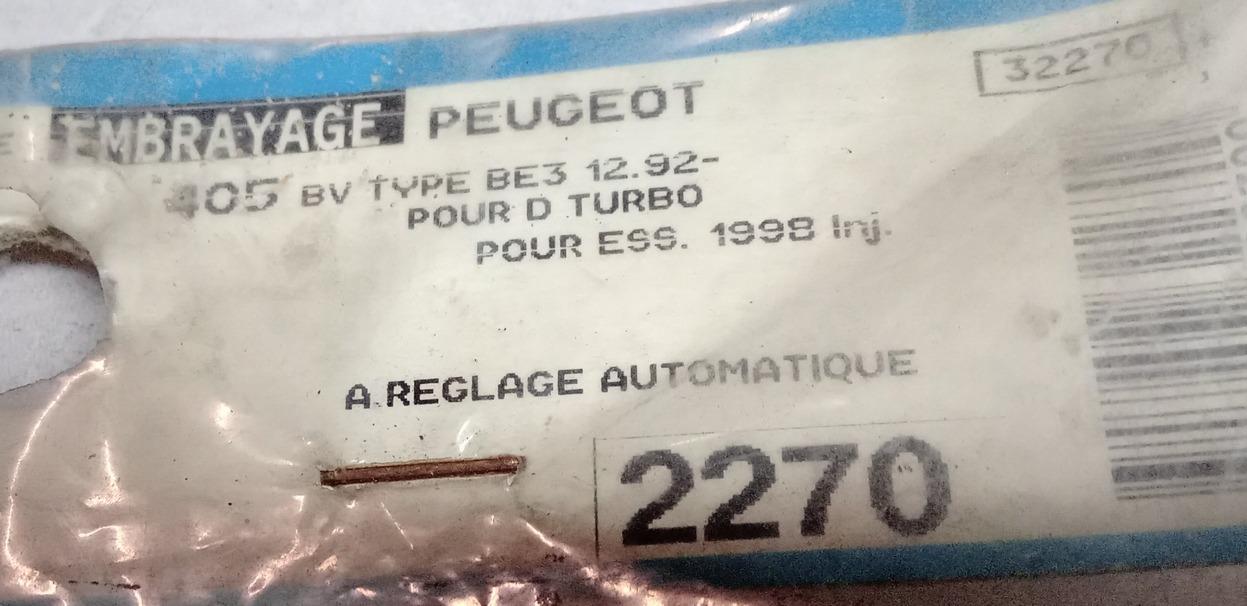 32270
EMBRAYAGE PEUGEOT
405 BV TYPE BE3 12.92-
POUR D TURBO
POUR ESS. 1998 Inj.
A REGLAGE AUTOMATIQUE
2270